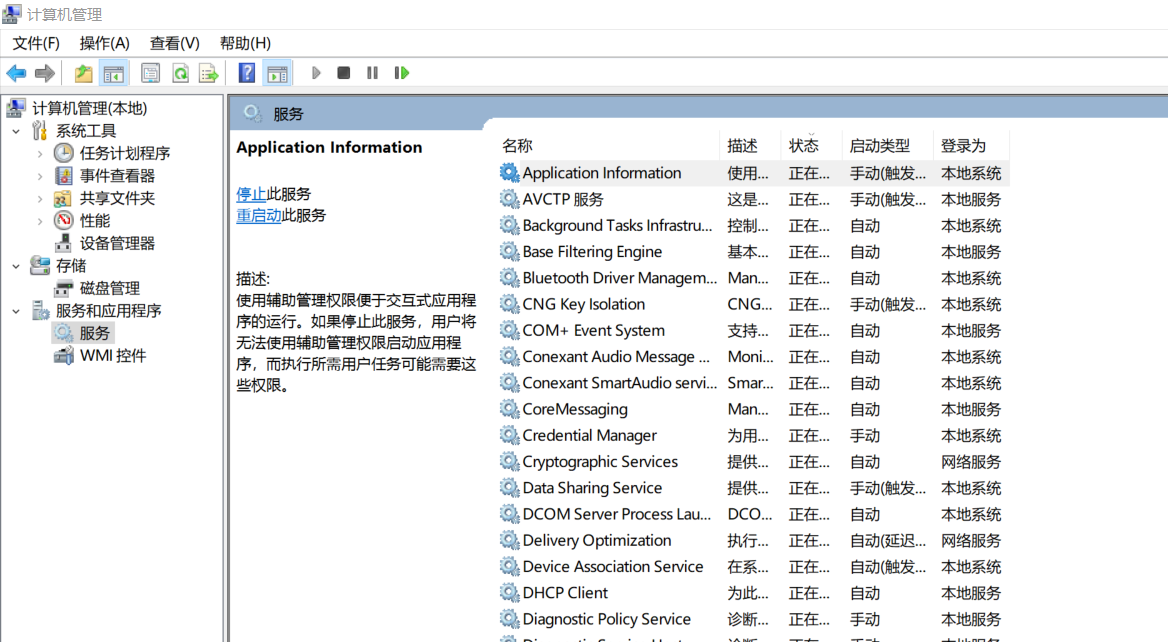 计算机管理
文件(F) 操作(A) 查看(V) 帮助(H)
计算机管理(本地)
系统工具
任务计划程序
事件查看器
共享文件夹
性能
设备管理器
存储
磁盘管理
服务和应用程序
服务
WMI 控件
服务
Application Information
停止此服务
重启动此服务
描述:
使用辅助管理权限便于交互式应用程
序的运行。如果停止此服务，用户将
无法使用辅助管理权限启动应用程
序，而执行所需用户任务可能需要这
些权限。
名称 描述 状态 启动类型 登录为
Application Information 使用... 正在... 手动(触发... 本地系统
AVCTP 服务 这是... 正在... 手动(触发... 本地服务
Background Tasks Infrastru... 控制... 正在... 自动 本地系统
Base Filtering Engine 基本... 正在... 自动 本地服务
Bluetooth Driver Managem... Man... 正在... 自动 本地系统
CNG Key Isolation CNG... 正在... 手动(触发... 本地系统
COM+ Event System 支持... 正在... 自动 本地服务
Conexant Audio Message ... Moni... 正在... 自动 本地系统
Conexant SmartAudio servi... Smar... 正在... 自动 本地系统
CoreMessaging Man... 正在... 自动 本地服务
Credential Manager 为用... 正在... 手动 本地系统
Cryptographic Services 提供... 正在... 自动 网络服务
Data Sharing Service 提供... 正在... 手动(触发... 本地系统
DCOM Server Process Lau... DCO... 正在... 自动 本地系统
Delivery Optimization 执行... 正在... 自动(延迟... 网络服务
Device Association Service 在系... 正在... 自动(触发... 本地系统
DHCP Client 为此... 正在... 自动 本地服务
Diagnostic Policy Service 诊断... 正在... 手动 本地服务